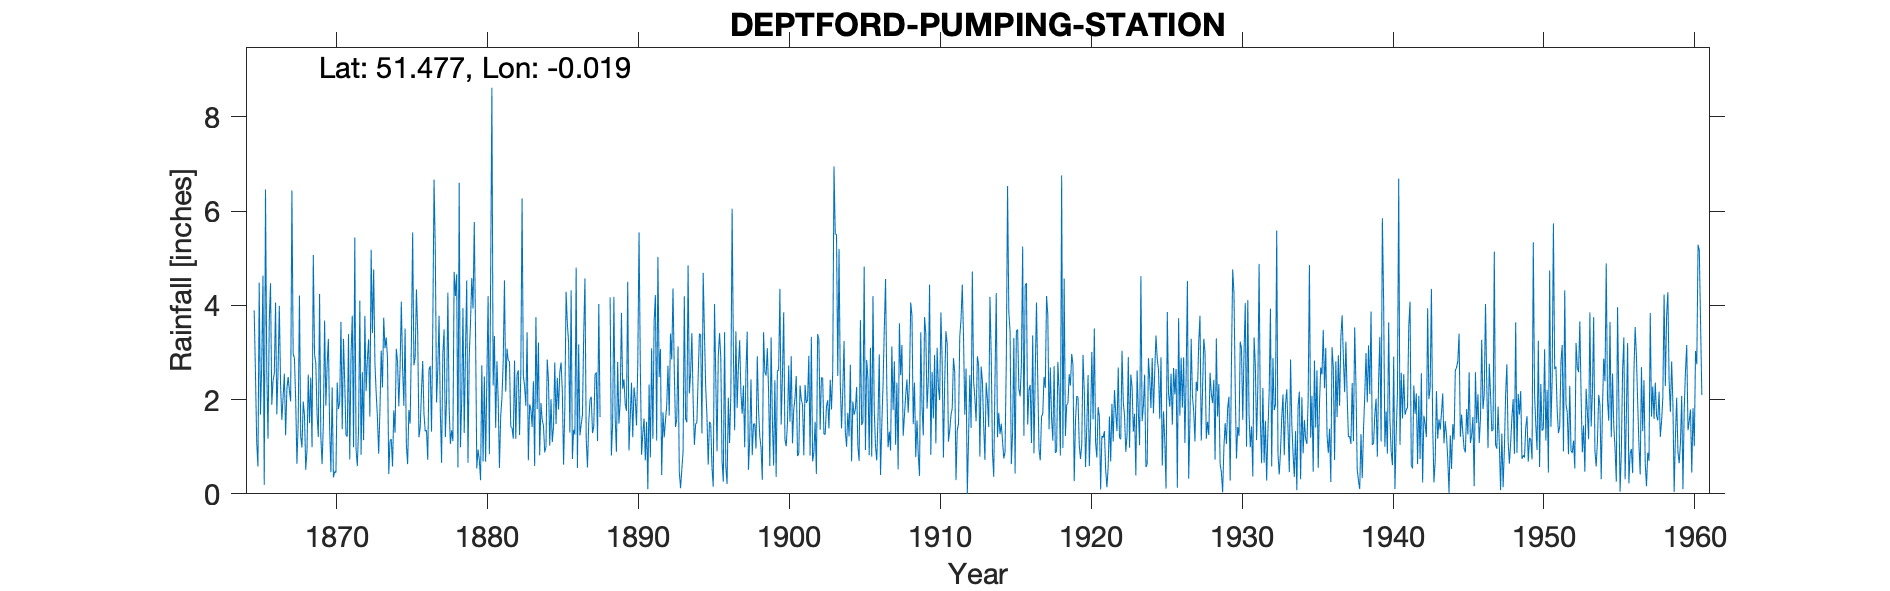 DEPTFORD-PUMPING-STATION
Lat: 51.477, Lon: -0.019
8
6
4
2
0
Rainfall [inches]
1870 1880 1890 1900 1910 1920 1930 1940 1950 1960
Year